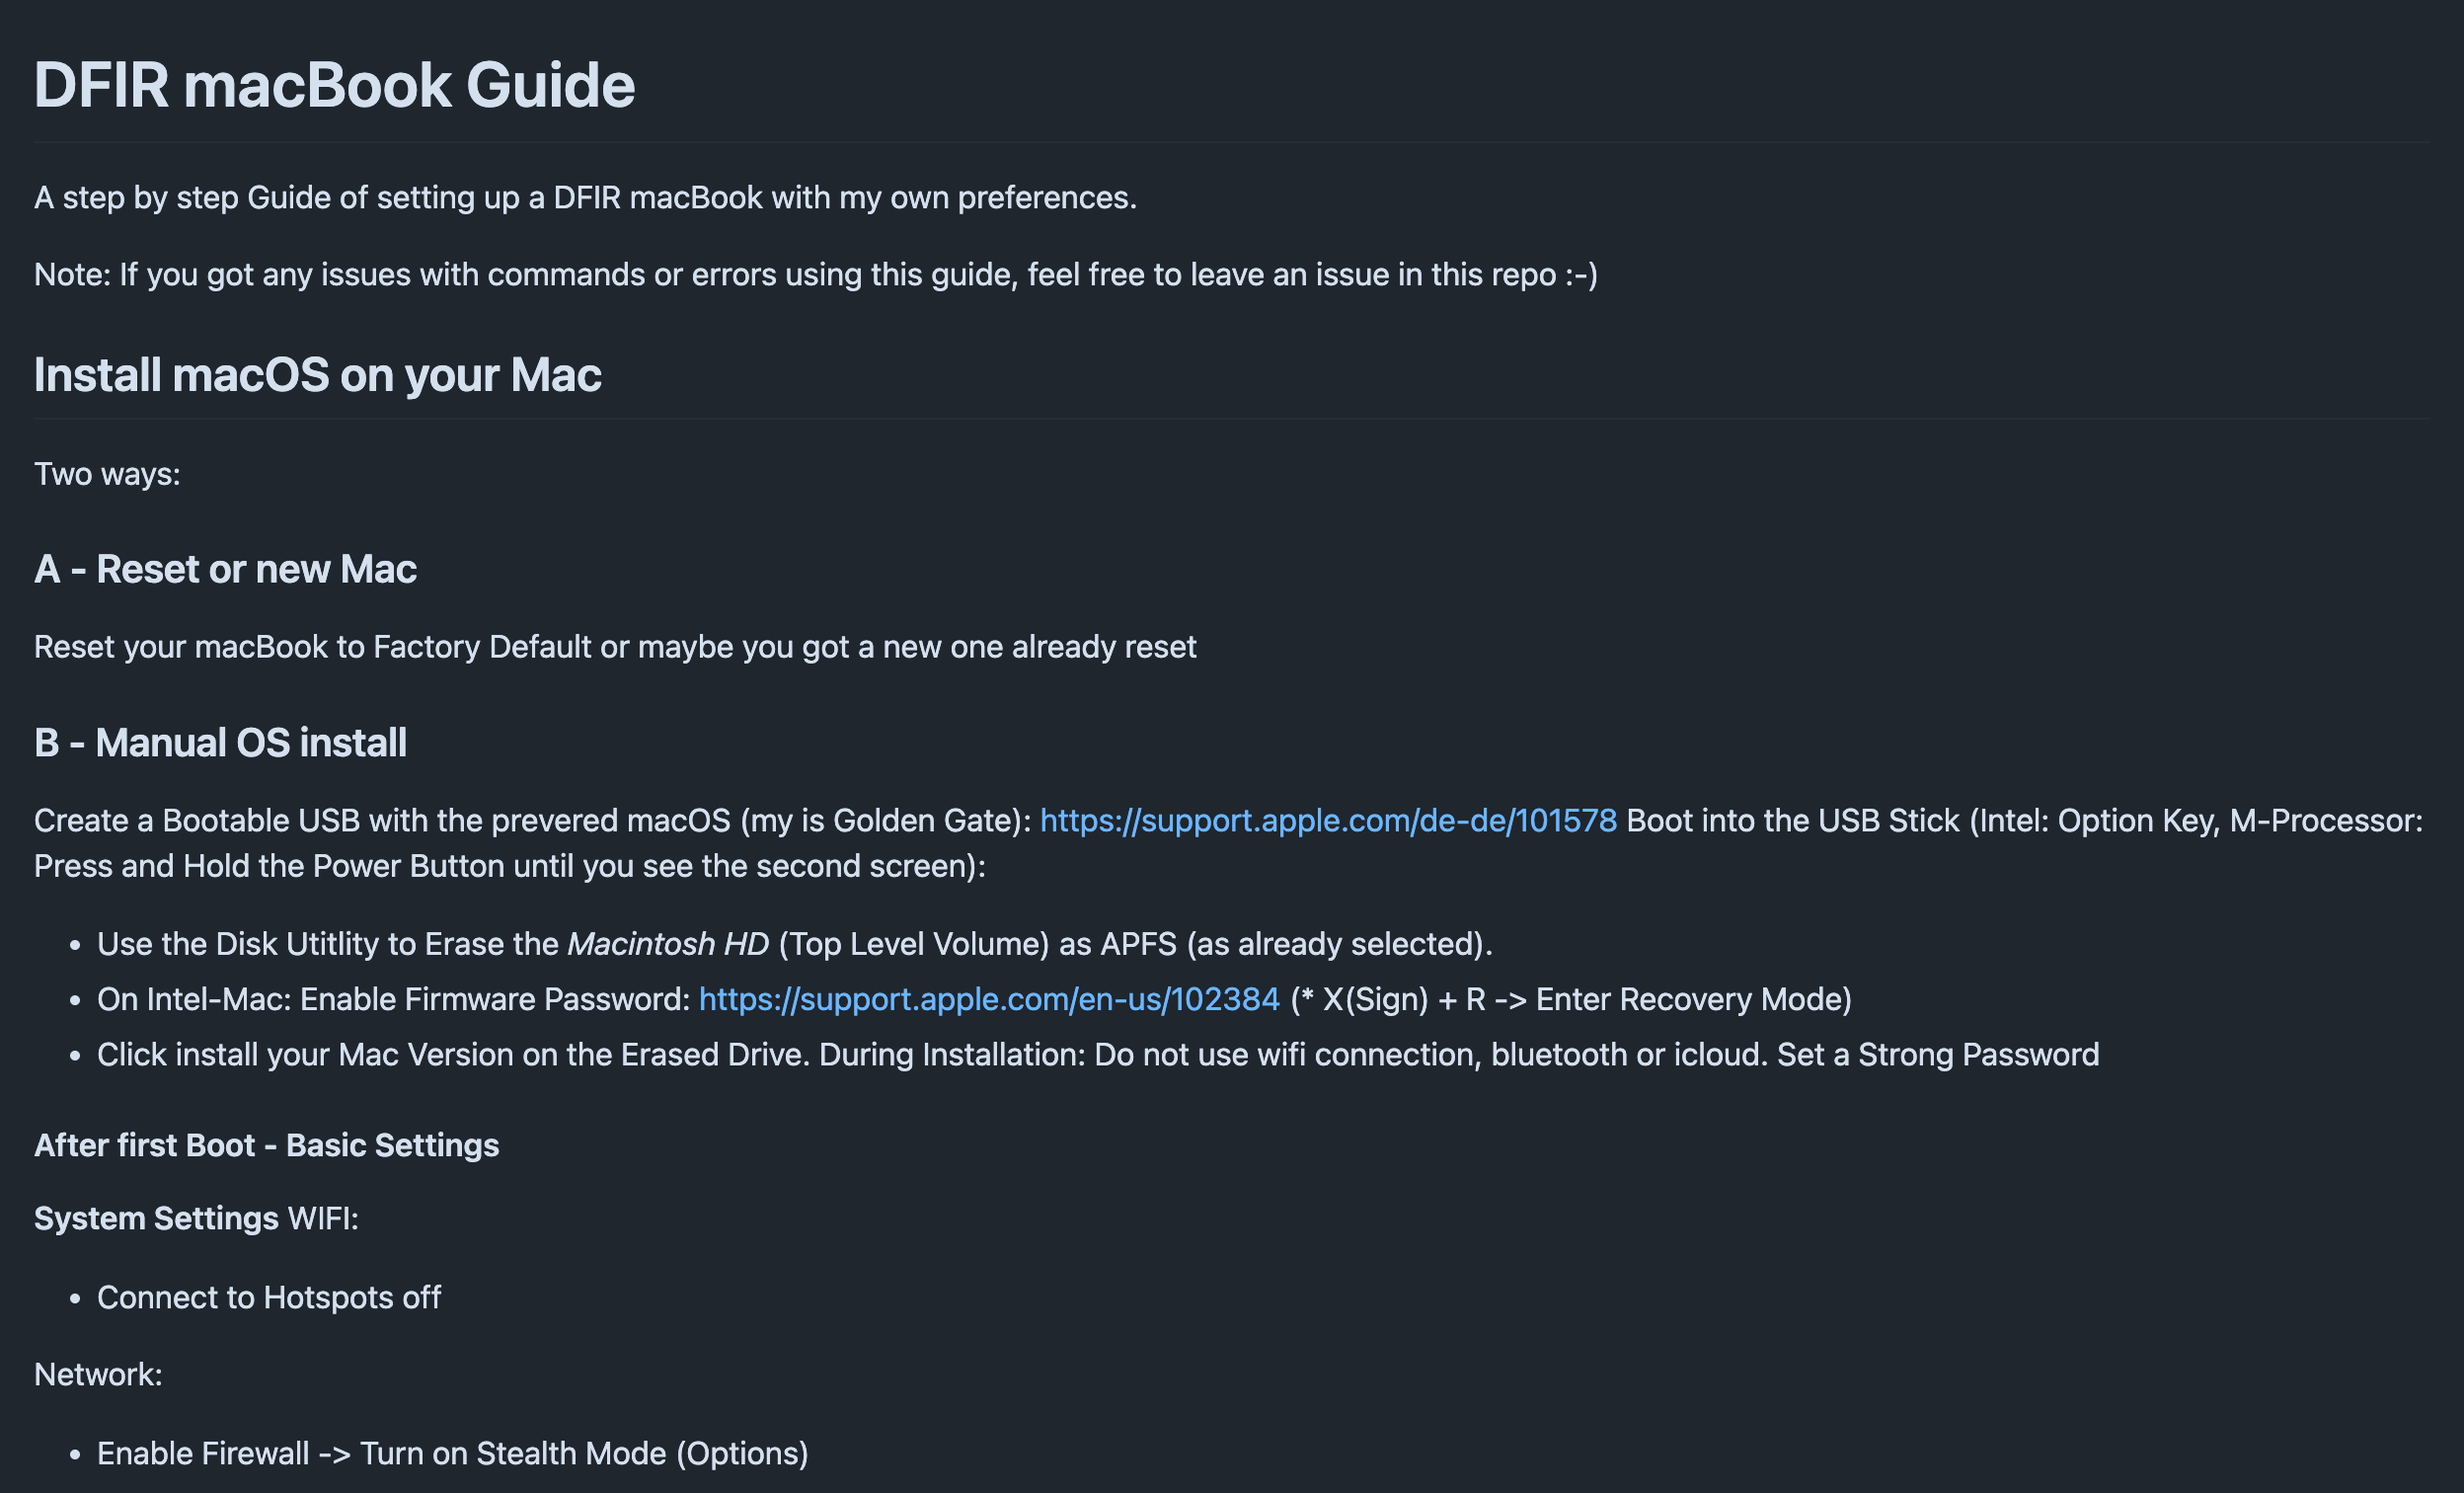 DFIR macBook Guide
A step by step Guide of setting up a DFIR macBook with my own preferences.
Note: If you got any issues with commands or errors using this guide, feel free to leave an issue in this repo :-)
Install macOS on your Mac
Two ways:
A - Reset or new Mac
Reset your macBook to Factory Default or maybe you got a new one already reset
B - Manual OS install
Create a Bootable USB with the prevered macOS (my is Golden Gate): https://support.apple.com/de-de/101578 Boot into the USB Stick (Intel: Option Key, M-Processor:
Press and Hold the Power Button until you see the second screen):
• Use the Disk Utitlity to Erase the Macintosh HD (Top Level Volume) as APFS (as already selected).
• On Intel-Mac: Enable Firmware Password: https://support.apple.com/en-us/102384 (* X(Sign) + R -> Enter Recovery Mode)
• Click install your Mac Version on the Erased Drive. During Installation: Do not use wifi connection, bluetooth or icloud. Set a Strong Password
After first Boot - Basic Settings
System Settings WIFI:
• Connect to Hotspots off
Network:
• Enable Firewall -> Turn on Stealth Mode (Options)